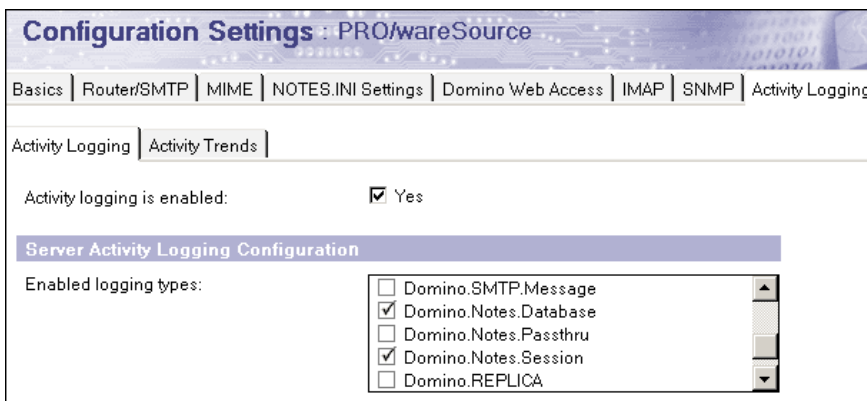 Configuration Settings : PRO/wareSource
Basics | Router/SMTP | MIME | NOTES.INI Settings | Domino Web Access | IMAP | SNMP | Activity Logging
Activity Logging | Activity Trends
Activity logging is enabled: Yes
Server Activity Logging Configuration
Enabled logging types:
Domino.SMTP.Message
Domino.Notes.Database
Domino.Notes.Passthru
Domino.Notes.Session
Domino.REPLICA